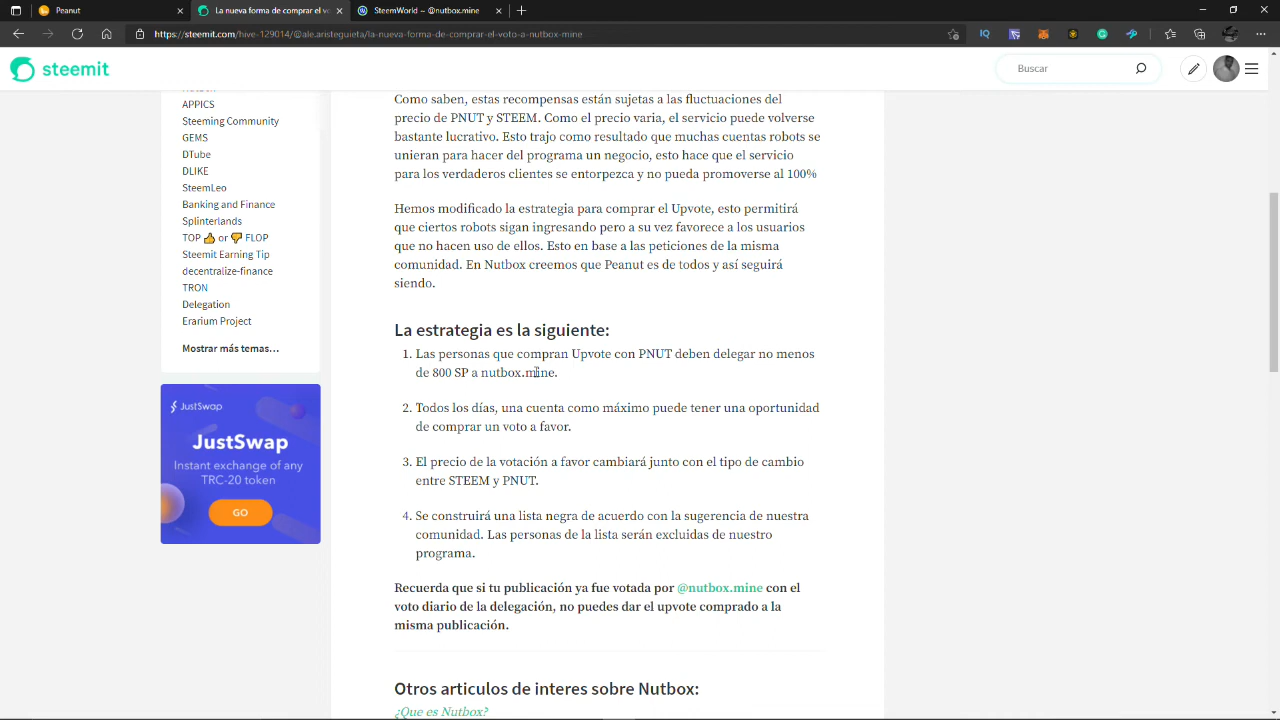 Peanut
La nueva forma de comprar el v
SteemWorld ~ @nutbox.mine
https://steemit.com/hive-129014/@ale.aristeguieta/la-nueva-forma-de-comprar-el-voto-a-nutbox-mine
steemit
Buscar
APPICS
Steeming Community
GEMS
DTube
DLIKE
SteemLeo
Banking and Finance
Splinterlands
TOP 👍 or 👎 FLOP
Steemit Earning Tip
decentralize-finance
TRON
Delegation
Erarium Project
Mostrar más temas...
JustSwap
JustSwap
Instant exchange of any
TRC-20 token
GO
Como saben, estas recompensas están sujetas a las fluctuaciones del
precio de PNUT y STEEM. Como el precio varia, el servicio puede volverse
bastante lucrativo. Esto trajo como resultado que muchas cuentas robots se
unieran para hacer del programa un negocio, esto hace que el servicio
para los verdaderos clientes se entorpezca y no pueda promoverse al 100%
Hemos modificado la estrategia para comprar el Upvote, esto permitirá
que ciertos robots sigan ingresando pero a su vez favorece a los usuarios
que no hacen uso de ellos. Esto en base a las peticiones de la misma
comunidad. En Nutbox creemos que Peanut es de todos y así seguirá
siendo.
La estrategia es la siguiente:
1. Las personas que compran Upvote con PNUT deben delegar no menos
de 800 SP a nutbox.mine.
2. Todos los días, una cuenta como máximo puede tener una oportunidad
de comprar un voto a favor.
3. El precio de la votación a favor cambiará junto con el tipo de cambio
entre STEEM y PNUT.
4. Se construirá una lista negra de acuerdo con la sugerencia de nuestra
comunidad. Las personas de la lista serán excluidas de nuestro
programa.
Recuerda que si tu publicación ya fue votada por @nutbox.mine con el
voto diario de la delegación, no puedes dar el upvote comprado a la
misma publicación.
Otros articulos de interes sobre Nutbox:
¿Que es Nutbox?